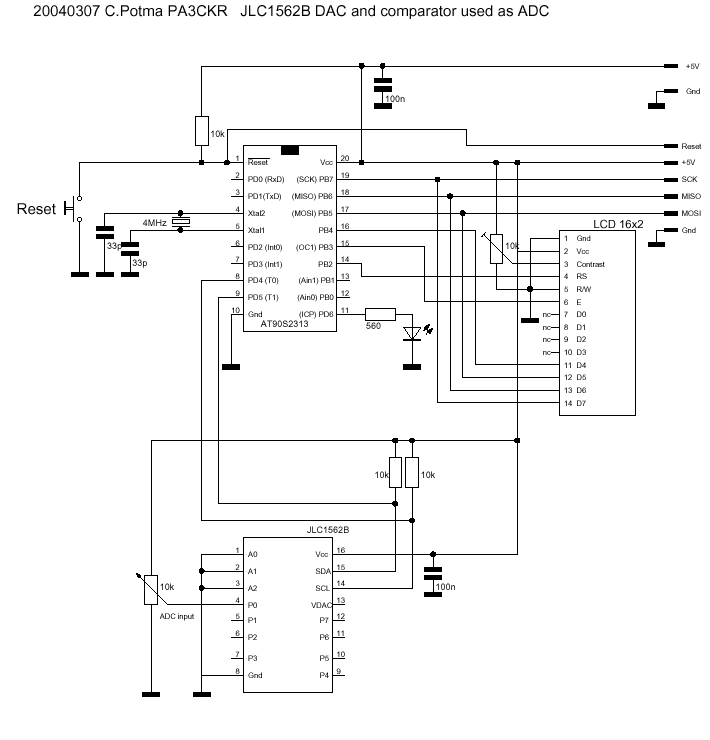 20040307 C.Potma PA3CKR JLC1562B DAC and comparator used as ADC
+5V
100n
Gnd
10k
Reset
1 Reset Vcc 20 +5V
2 PD0 (RxD) (SCK) PB7 19 SCK
3 PD1(TxD) (MISO) PB6 18 MISO
Reset 4MHz 4 Xtal2 (MOSI) PB5 17 MOSI
33p 5 Xtal1 PB4 16 Gnd
LCD 16x2
33p 6 PD2 (Int0) (OC1) PB3 15 10k
7 PD3 (Int1) PB2 14
8 PD4 (T0) (Ain1) PB1 13
9 PD5 (T1) (Ain0) PB0 12
10 Gnd (ICP) PD6 11
AT90S2313 560
1 Gnd
2 Vcc
3 Contrast
4 RS
5 R/W
6 E
nc 7 D0
nc 8 D1
nc 9 D2
nc 10 D3
11 D4
12 D5
13 D6
14 D7
10k 10k
JLC1562B
1 A0 Vcc 16
2 A1 SDA 15
3 A2 SCL 14 100n
10k 4 P0 VDAC 13
ADC input 5 P1 P7 12
6 P2 P6 11
7 P3 P5 10
8 Gnd P4 9